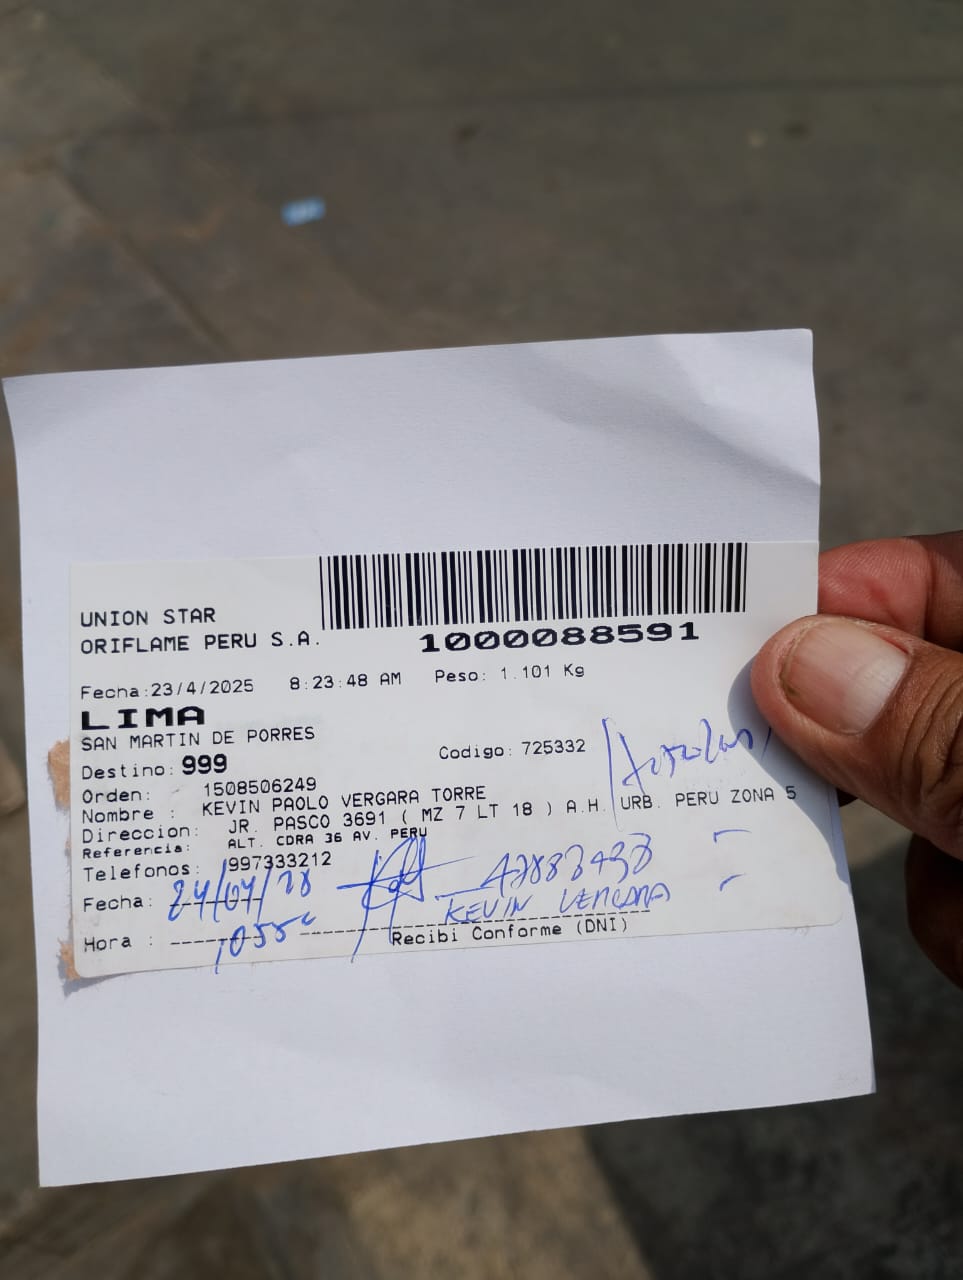 UNION STAR
ORIFLAME PERU S.A.
1000088591
Fecha:23/4/2025 8:23:48 AM Peso: 1.101 Kg
LIMA
SAN MARTIN DE PORRES
Destino: 999 Codigo: 725332
Orden: 1508506249
Nombre : KEVIN PAOLO VERGARA TORRE
Direccion: JR. PASCO 3691 ( MZ 7 LT 18 ) A.H. URB. PERU ZONA 5
Referencia: ALT. CDRA 36 AV. PERU
Telefonos: 997333212
Fecha: 24/04/
KEVIN VERGARA
Hora :
Recibi Conforme (DNI)